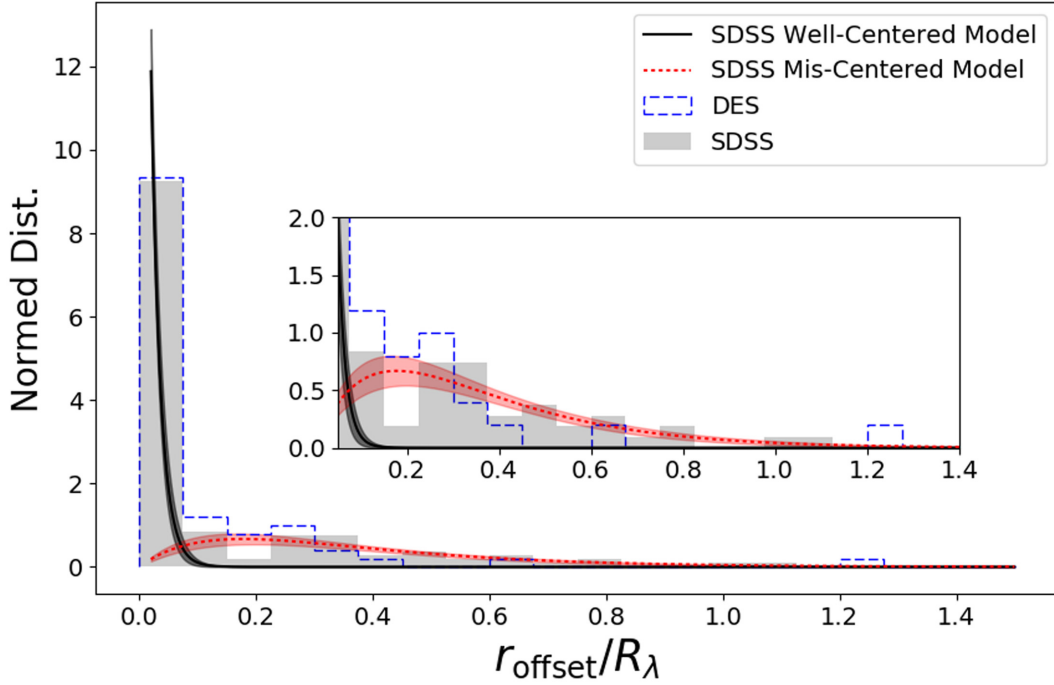 SDSS Well-Centered Model
SDSS Mis-Centered Model
DES
SDSS
Normed Dist.
12
10
8
6
4
2
0
2.0
1.5
1.0
0.5
0.0
0.2 0.4 0.6 0.8 1.0 1.2 1.4
0.0 0.2 0.4 0.6 0.8 1.0 1.2 1.4
r_offset/R_λ